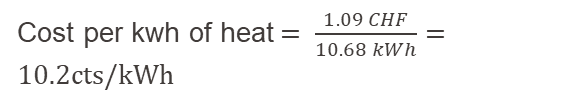 Cost per kwh of heat = 1.09 CHF / 10.68 kWh =
10.2cts/kWh